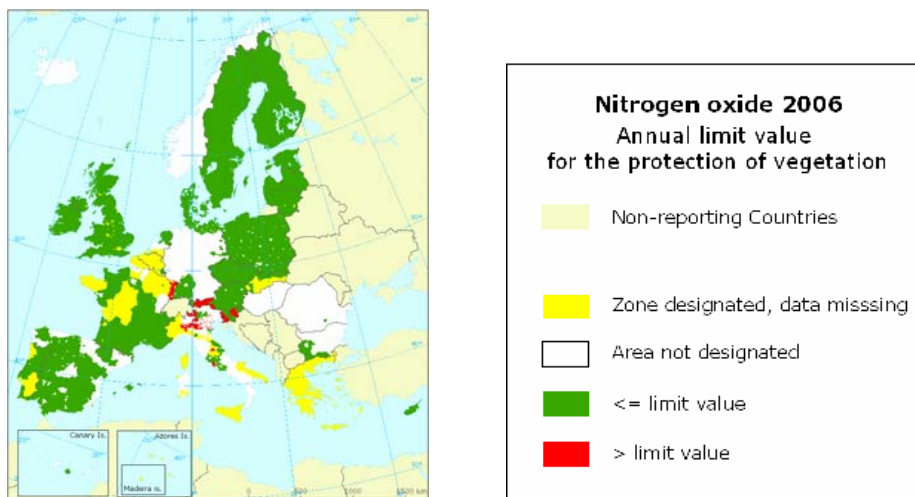 Canary Is.
Azores Is.
Madeira Is.
0 500 1000 1500 km
Nitrogen oxide 2006
Annual limit value
for the protection of vegetation
Non-reporting Countries
Zone designated, data misssing
Area not designated
<= limit value
> limit value